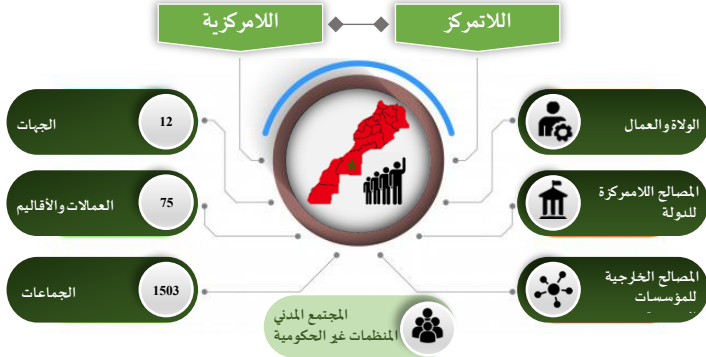 اللاتمركز
اللامركزية
الولاة والعمال
المصالح اللاممركزة
للدولة
المصالح الخارجية
للمؤسسات
12
الجهات
75
العمالات والأقاليم
1503
الجماعات
المجتمع المدني
المنظمات غير الحكومية